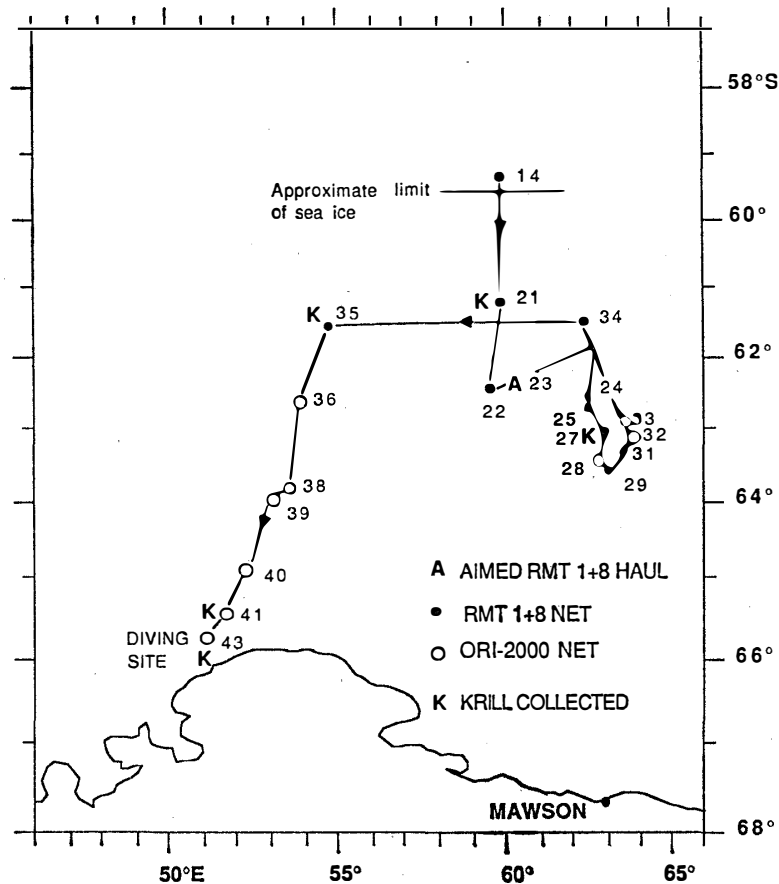 58°S
14
Approximate limit
of sea ice
60°
K 21
K 35
34
62°
A 23
22
24
36
25
33
27 K
32
28
31
29
38
39
64°
A AIMED RMT 1+8 HAUL
40
RMT 1+8 NET
K 41
DIVING
SITE
43
K
ORI-2000 NET
66°
K KRILL COLLECTED
MAWSON
68°
50°E 55° 60° 65°